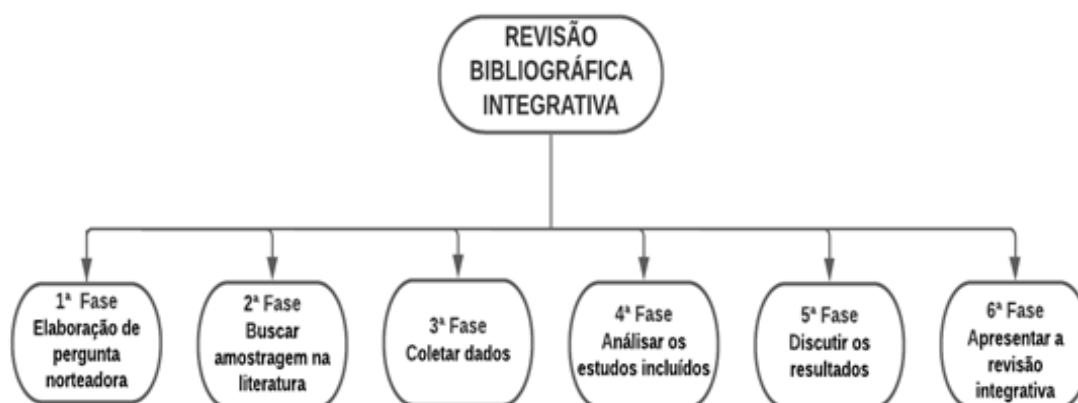 REVISÃO
BIBLIOGRÁFICA
INTEGRATIVA
1ª Fase
Elaboração de
pergunta
norteadora
2ª Fase
Buscar
amostragem na
literatura
3ª Fase
Coletar dados
4ª Fase
Análisar os
estudos incluídos
5ª Fase
Discutir os
resultados
6ª Fase
Apresentar a
revisão
integrativa